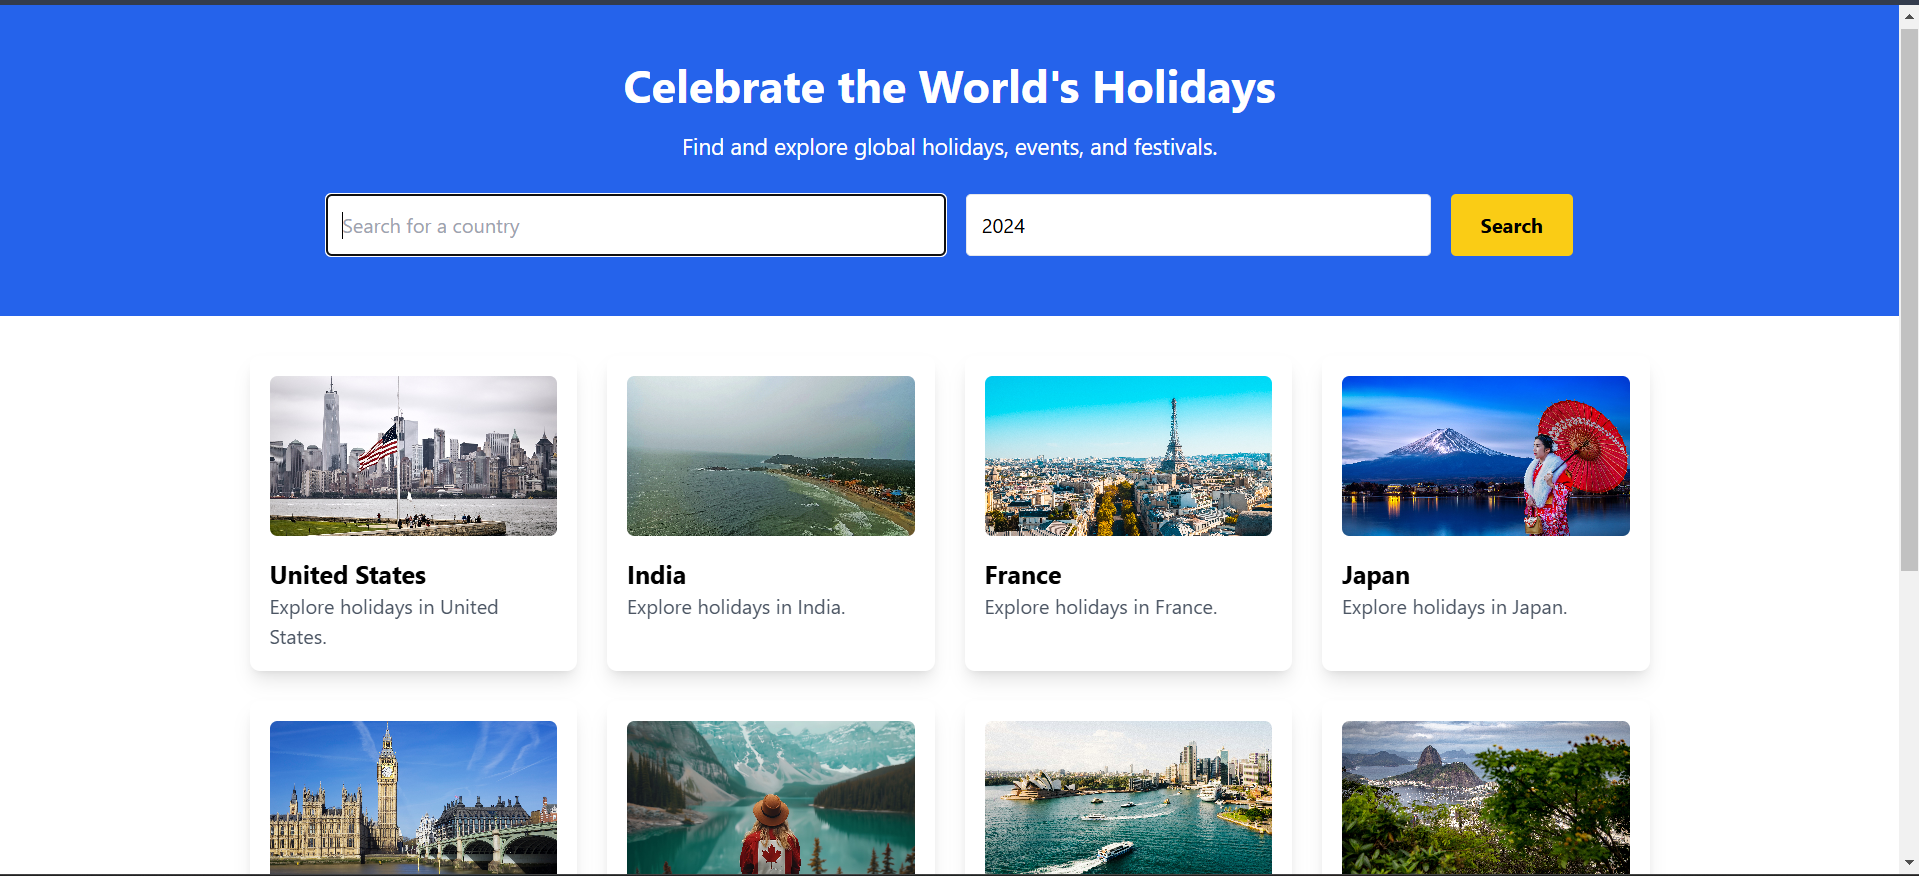 Celebrate the World's Holidays
Find and explore global holidays, events, and festivals.
Search for a country
2024
Search
United States
Explore holidays in United
States.
India
Explore holidays in India.
France
Explore holidays in France.
Japan
Explore holidays in Japan.